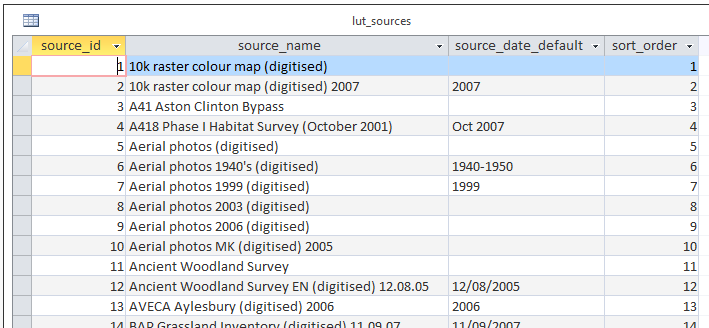 lut_sources
source_id source_name source_date_default sort_order
1 10k raster colour map (digitised) 1
2 10k raster colour map (digitised) 2007 2007 2
3 A41 Aston Clinton Bypass 3
4 A418 Phase I Habitat Survey (October 2001) Oct 2007 4
5 Aerial photos (digitised) 5
6 Aerial photos 1940's (digitised) 1940-1950 6
7 Aerial photos 1999 (digitised) 1999 7
8 Aerial photos 2003 (digitised) 8
9 Aerial photos 2006 (digitised) 9
10 Aerial photos MK (digitised) 2005 10
11 Ancient Woodland Survey 11
12 Ancient Woodland Survey EN (digitised) 12.08.05 12/08/2005 12
13 AVECA Aylesbury (digitised) 2006 2006 13
14 BAP Grassland Inventory (digitised) 11.09.07 11/09/2007 14